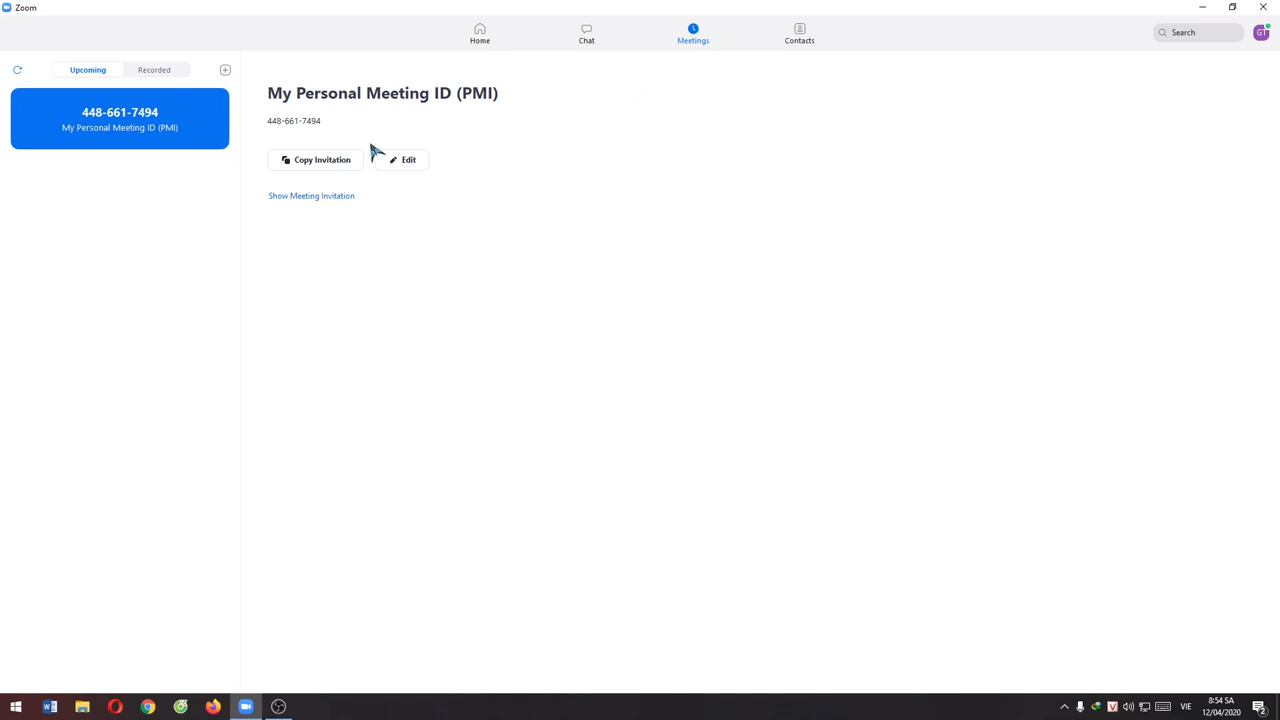 Zoom
Home
Chat
Meetings
Contacts
Search
GT
Upcoming
Recorded
448-661-7494
My Personal Meeting ID (PMI)
My Personal Meeting ID (PMI)
448-661-7494
Copy Invitation
Edit
Show Meeting Invitation
VIE
8:54 SA
12/04/2020
2